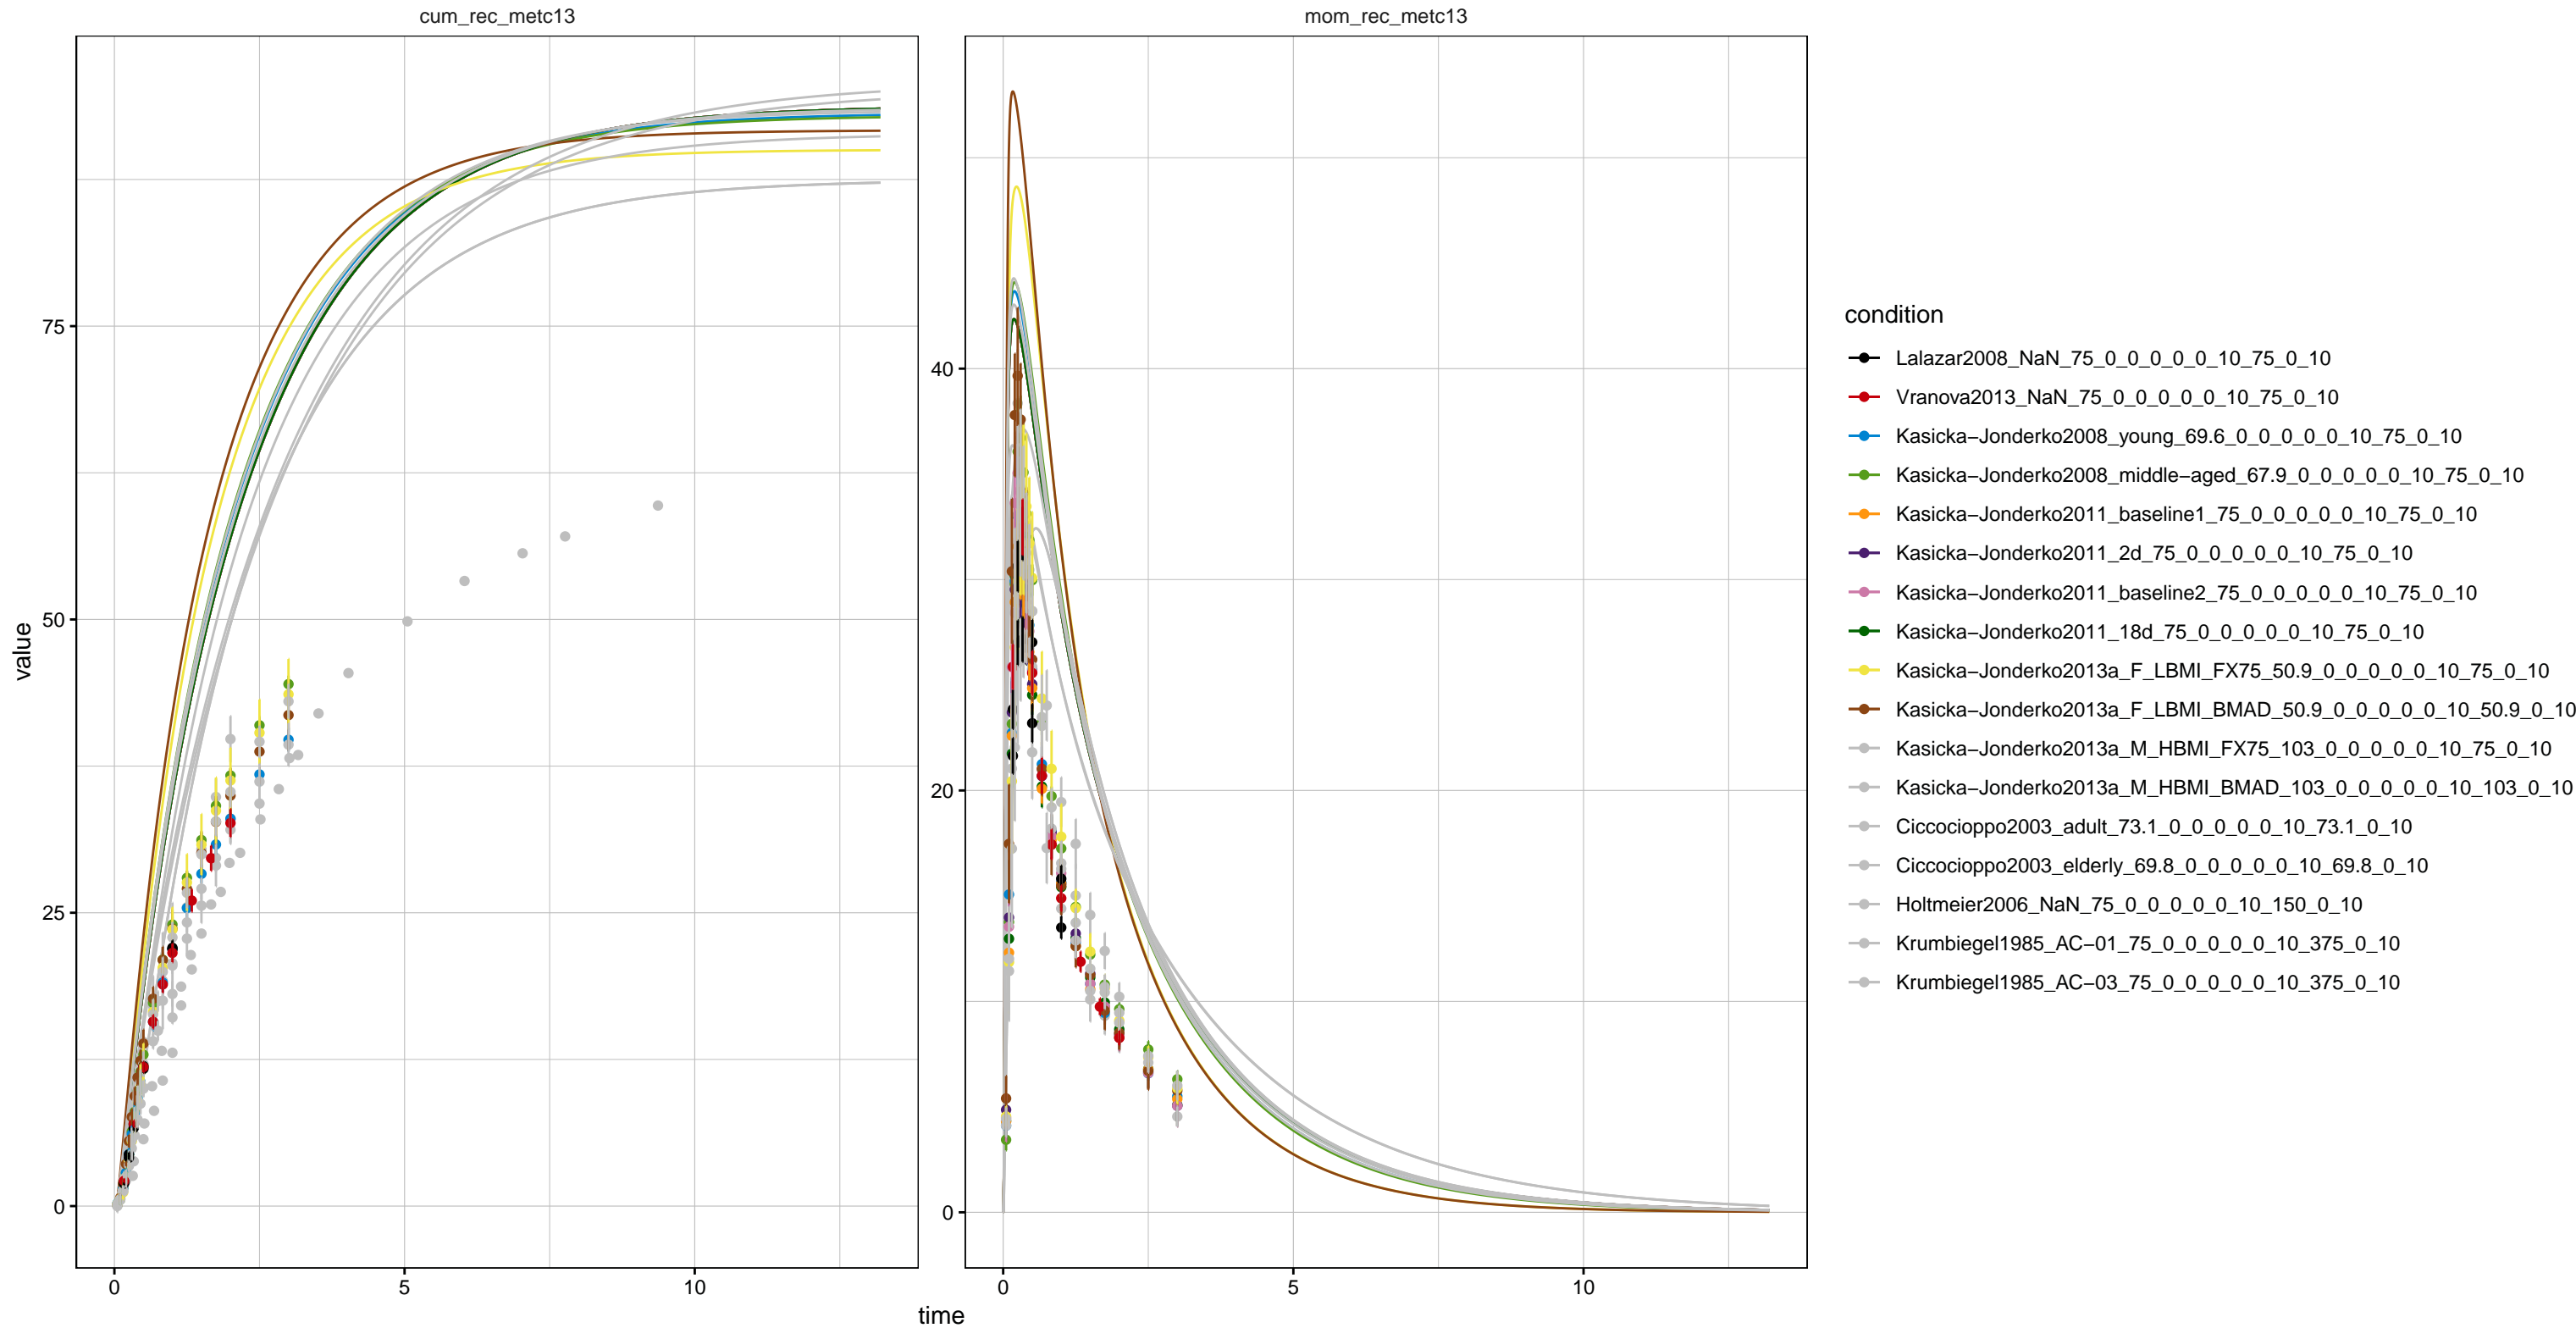 cum_rec_metc13
mom_rec_metc13
value
75
50
25
0
40
20
0
0
5
10
0
5
10
time
condition
Lalazar2008_NaN_75_0_0_0_0_0_10_75_0_10
Vranova2013_NaN_75_0_0_0_0_0_10_75_0_10
Kasicka−Jonderko2008_young_69.6_0_0_0_0_0_10_75_0_10
Kasicka−Jonderko2008_middle−aged_67.9_0_0_0_0_0_10_75_0_10
Kasicka−Jonderko2011_baseline1_75_0_0_0_0_0_10_75_0_10
Kasicka−Jonderko2011_2d_75_0_0_0_0_0_10_75_0_10
Kasicka−Jonderko2011_baseline2_75_0_0_0_0_0_10_75_0_10
Kasicka−Jonderko2011_18d_75_0_0_0_0_0_10_75_0_10
Kasicka−Jonderko2013a_F_LBMI_FX75_50.9_0_0_0_0_0_10_75_0_10
Kasicka−Jonderko2013a_F_LBMI_BMAD_50.9_0_0_0_0_0_10_50.9_0_10
Kasicka−Jonderko2013a_M_HBMI_FX75_103_0_0_0_0_0_10_75_0_10
Kasicka−Jonderko2013a_M_HBMI_BMAD_103_0_0_0_0_0_10_103_0_10
Ciccocioppo2003_adult_73.1_0_0_0_0_0_10_73.1_0_10
Ciccocioppo2003_elderly_69.8_0_0_0_0_0_10_69.8_0_10
Holtmeier2006_NaN_75_0_0_0_0_0_10_150_0_10
Krumbiegel1985_AC−01_75_0_0_0_0_0_10_375_0_10
Krumbiegel1985_AC−03_75_0_0_0_0_0_10_375_0_10